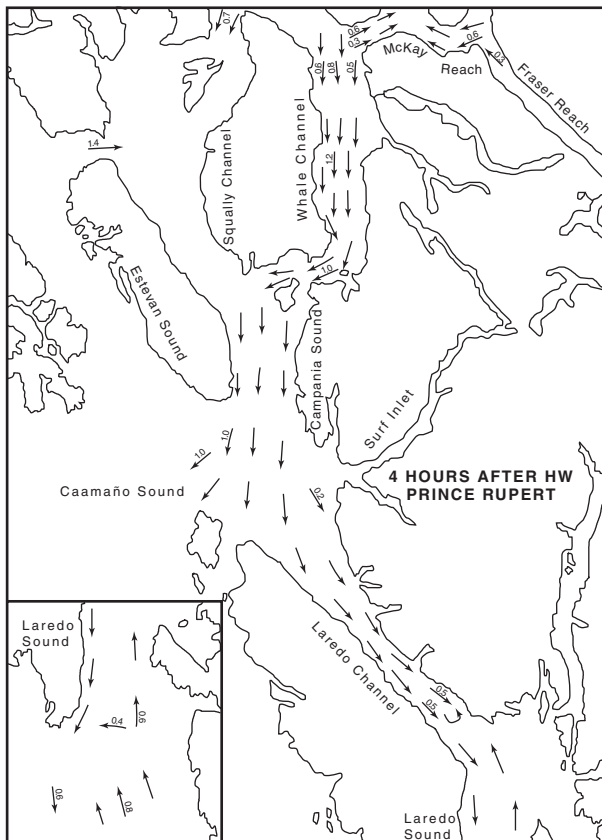 0.7
0.6
0.3
McKay
Reach
0.6
0.3
Fraser Reach
0.6
0.8
0.5
1.4
Squally Channel
Whale Channel
1.2
1.0
Estevan Sound
Campania Sound
Surf Inlet
1.0
1.0
Caamaño Sound
0.2
4 HOURS AFTER HW
PRINCE RUPERT
Laredo Channel
0.5
0.5
Laredo
Sound
Laredo
Sound
0.4
0.6
0.6
0.8